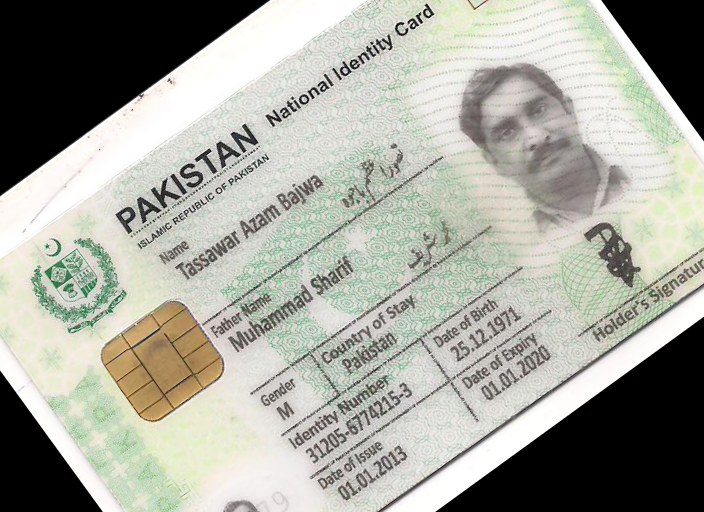 PAKISTAN National Identity Card
ISLAMIC REPUBLIC OF PAKISTAN
Name
Tassawar Azam Bajwa
تصور اعظم باجوہ
Father Name
Muhammad Sharif
محمد شریف
Gender
M
Country of Stay
Pakistan
Identity Number
31205-6774215-3
Date of Birth
25.12.1971
Date of Issue
01.01.2013
Date of Expiry
01.01.2020
Holder's Signatur